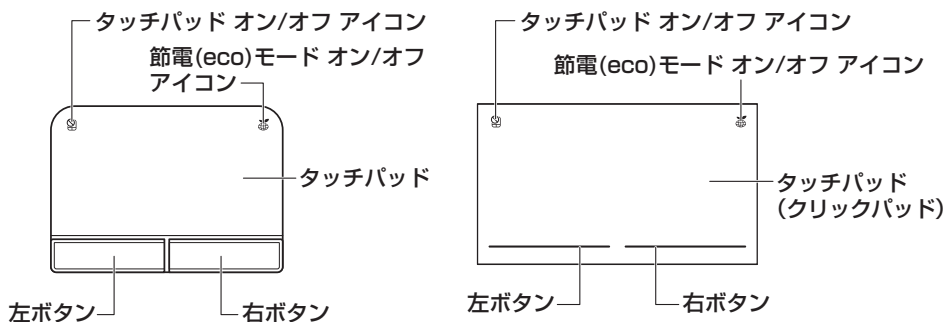 タッチパッド オン/オフ アイコン
節電(eco)モード オン/オフ
アイコン
タッチパッド
左ボタン
右ボタン
タッチパッド オン/オフ アイコン
節電(eco)モード オン/オフ アイコン
タッチパッド
(クリックパッド)
左ボタン
右ボタン